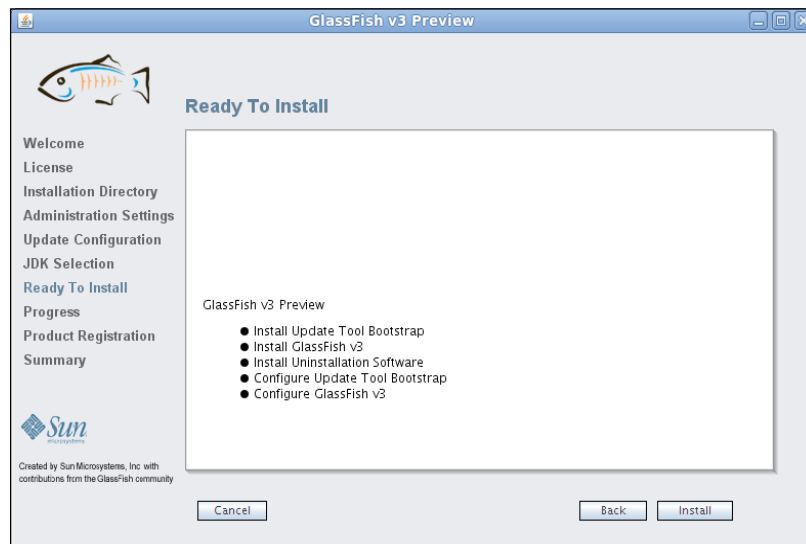 GlassFish v3 Preview
Ready To Install
Welcome
License
Installation Directory
Administration Settings
Update Configuration
JDK Selection
Ready To Install
Progress
Product Registration
Summary
GlassFish v3 Preview
● Install Update Tool Bootstrap
● Install GlassFish v3
● Install Uninstallation Software
● Configure Update Tool Bootstrap
● Configure GlassFish v3
Sun
microsystems
Created by Sun Microsystems, Inc with
contributions from the GlassFish community
Cancel
Back
Install